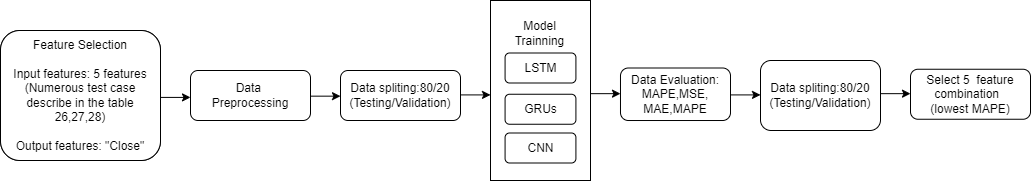 Feature Selection
Input features: 5 features
(Numerous test case
describe in the table
26,27,28)
Output features: "Close"
Data
Preprocessing
Data spliting:80/20
(Testing/Validation)
Model
Trainning
LSTM
GRUs
CNN
Data Evaluation:
MAPE,MSE,
MAE,MAPE
Data spliting:80/20
(Testing/Validation)
Select 5 feature
combination
(lowest MAPE)